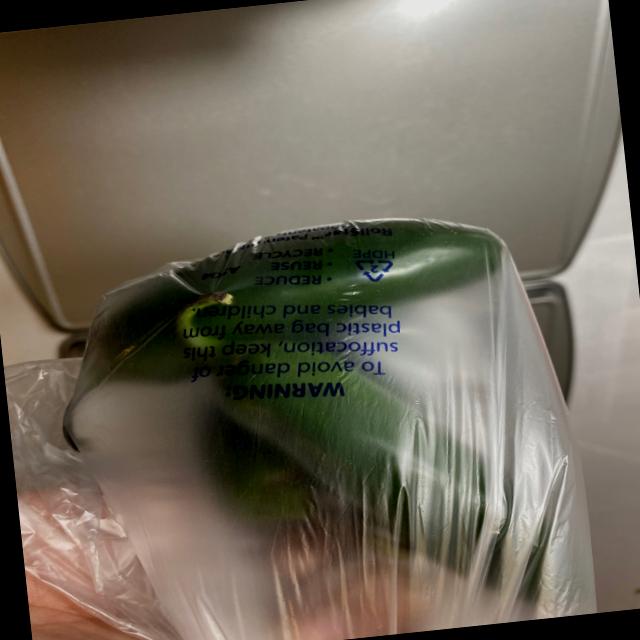 WARNING:
To avoid danger of
suffocation, keep this
plastic bag away from
babies and children
• REDUCE
• REUSE
• RECYCLE
HDPE